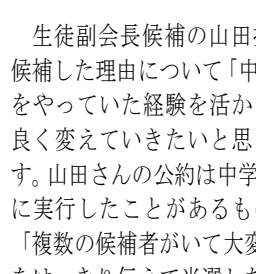 生徒副会長候補の山田
候補した理由について「中
をやっていた経験を活か
良く変えていきたいと思
す。山田さんの公約は中学
に実行したことがあるも
「複数の候補者がいて大変